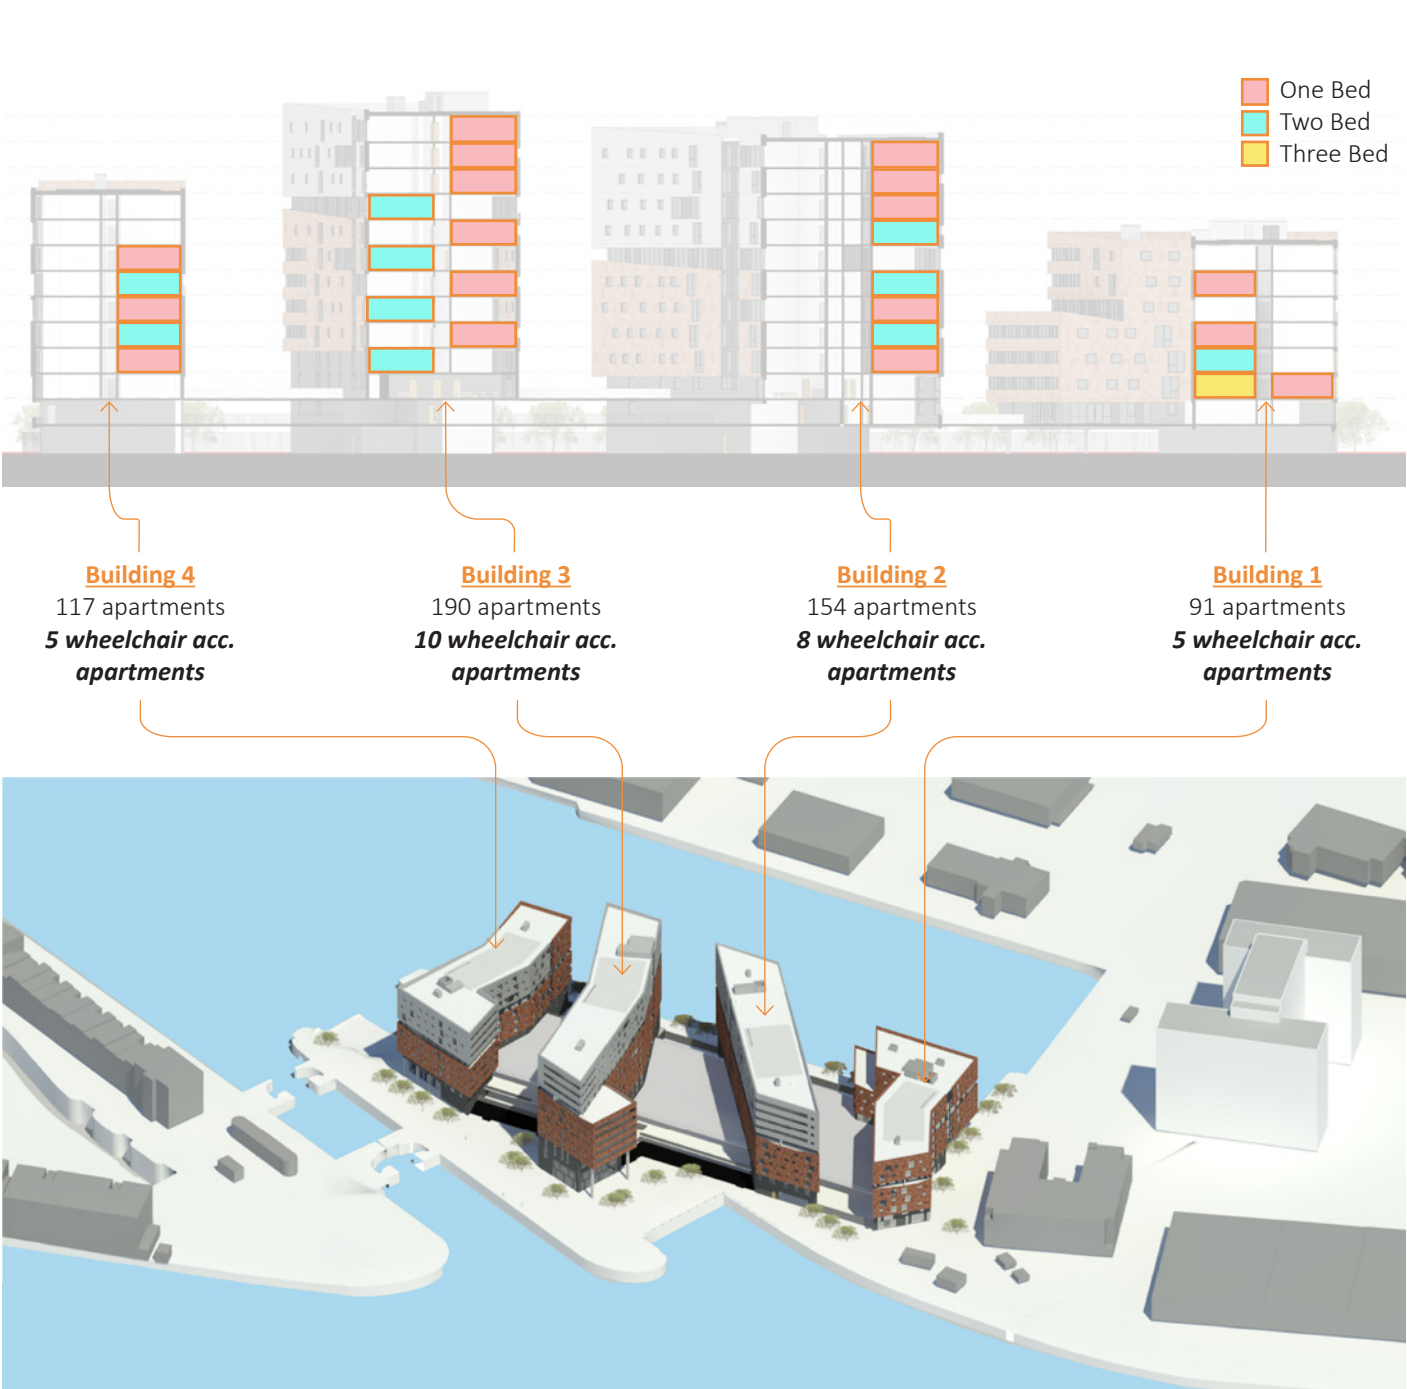 One Bed
Two Bed
Three Bed
Building 4
117 apartments
5 wheelchair acc.
apartments
Building 3
190 apartments
10 wheelchair acc.
apartments
Building 2
154 apartments
8 wheelchair acc.
apartments
Building 1
91 apartments
5 wheelchair acc.
apartments